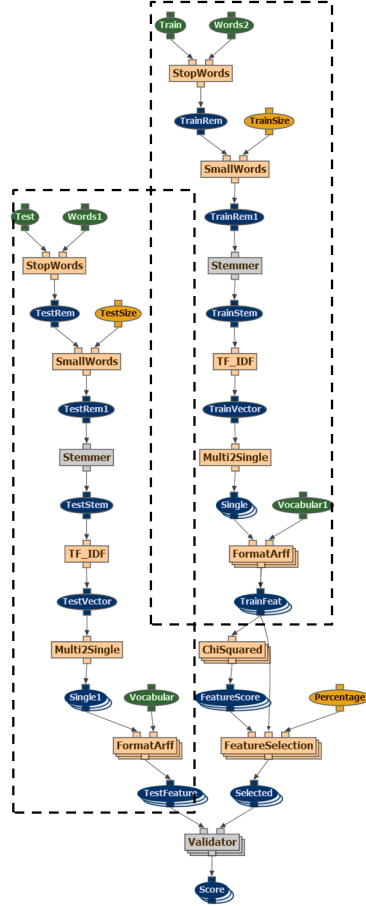 Train Words2
StopWords
TrainRem TrainSize
SmallWords
Test Words1 TrainRem1
StopWords Stemmer
TestRem TestSize TrainStem
SmallWords TF_IDF
TestRem1 TrainVector
Stemmer Multi2Single
TestStem Single Vocabular1
TF_IDF FormatArff
TestVector TrainFeat
Multi2Single ChiSquared
Single1 Vocabular FeatureScore Percentage
FormatArff FeatureSelection
TestFeature Selected
Validator
Score